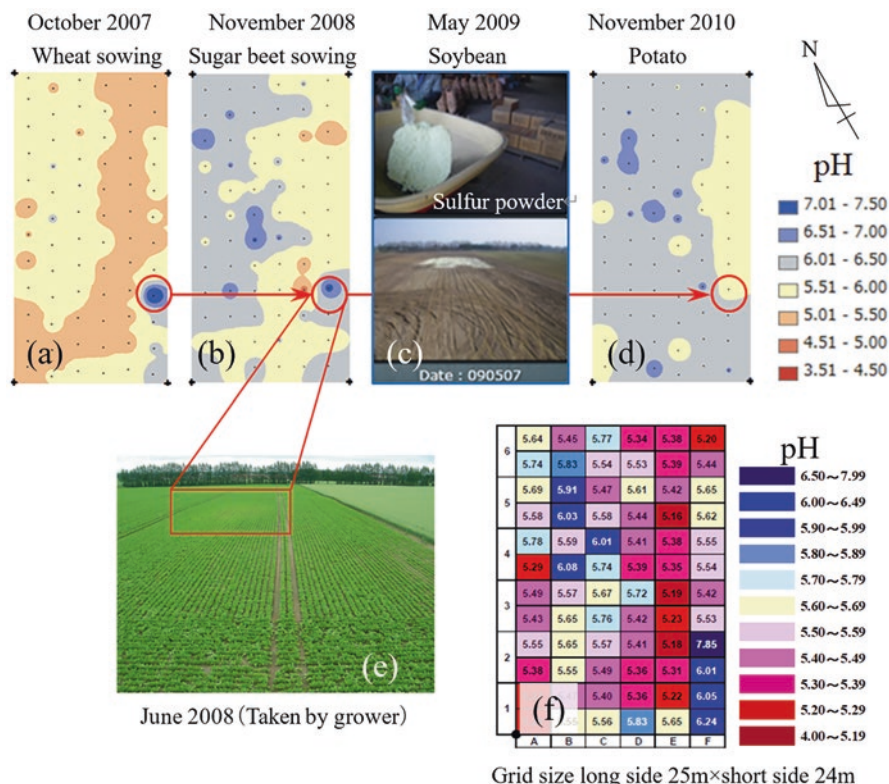 October 2007 November 2008 May 2009 November 2010
Wheat sowing Sugar beet sowing Soybean Potato
N
Sulfur powder
pH
7.01 - 7.50
6.51 - 7.00
6.01 - 6.50
5.51 - 6.00
5.01 - 5.50
4.51 - 5.00
3.51 - 4.50
(a) (b) (c) (d)
Date : 090507
(e)
June 2008 (Taken by grower)
6 5.64 5.45 5.77 5.34 5.38 5.20
5.74 5.83 5.54 5.53 5.39 5.44
5 5.69 5.91 5.47 5.61 5.42 5.65
5.58 6.03 5.58 5.44 5.16 5.62
4 5.78 5.59 6.01 5.41 5.38 5.55
5.29 6.08 5.74 5.39 5.35 5.54
3 5.49 5.57 5.67 5.72 5.19 5.42
5.43 5.65 5.76 5.42 5.23 5.53
2 5.55 5.65 5.57 5.41 5.18 7.85
5.38 5.55 5.49 5.36 5.31 6.01
1 5.40 5.36 5.22 6.05
5.56 5.83 5.65 6.24
A B C D E F
(f)
pH
6.50～7.99
6.00～6.49
5.90～5.99
5.80～5.89
5.70～5.79
5.60～5.69
5.50～5.59
5.40～5.49
5.30～5.39
5.20～5.29
4.00～5.19
Grid size long side 25m×short side 24m